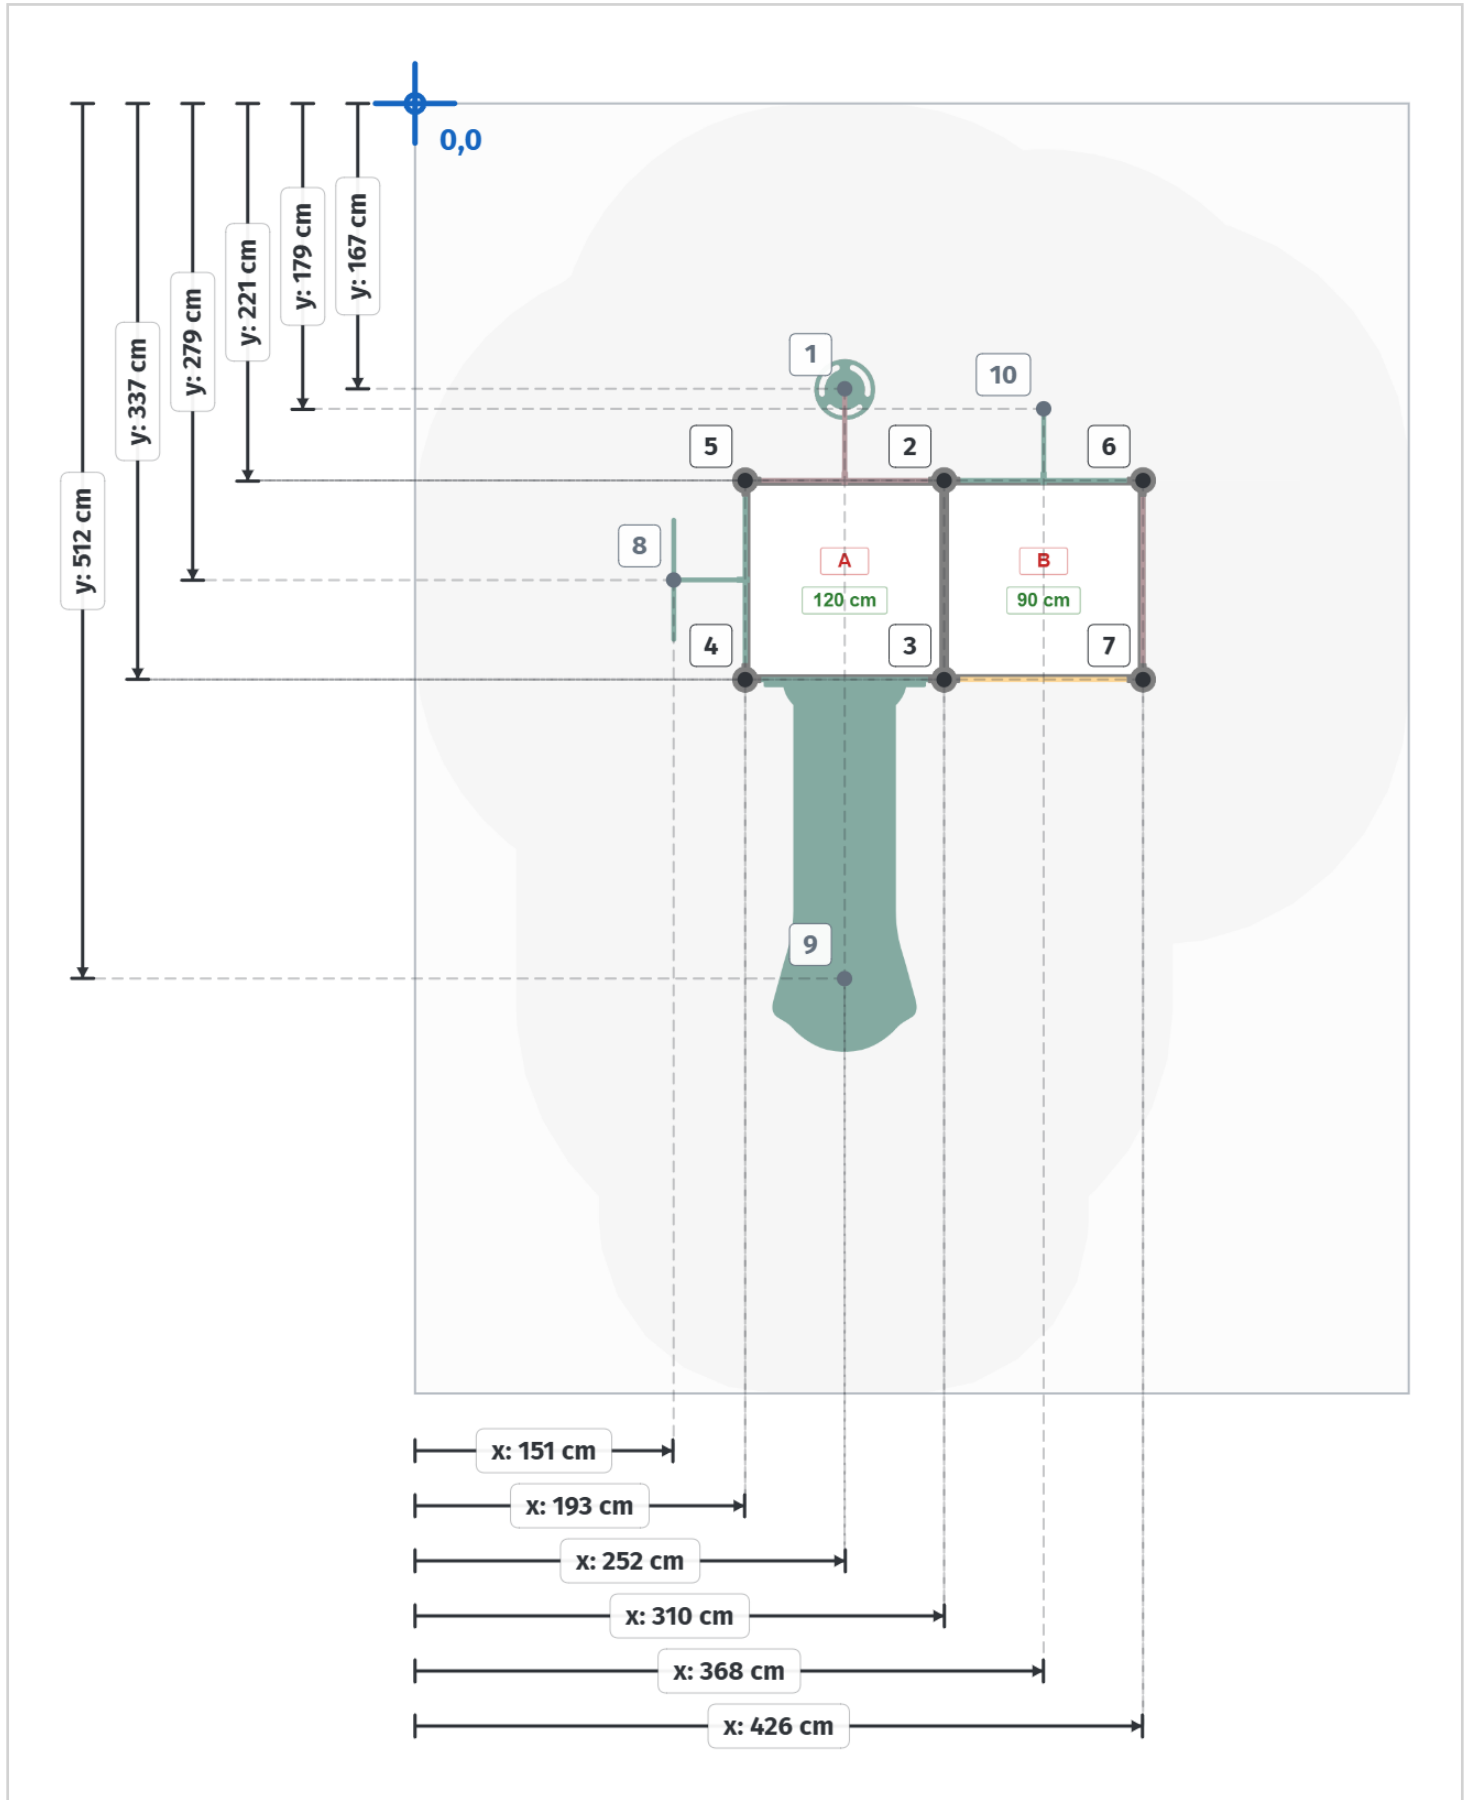 0,0
y: 512 cm
y: 337 cm
y: 279 cm
y: 221 cm
y: 179 cm
y: 167 cm
1
10
5
2
6
8
A
B
120 cm
90 cm
4
3
7
9
x: 151 cm
x: 193 cm
x: 252 cm
x: 310 cm
x: 368 cm
x: 426 cm